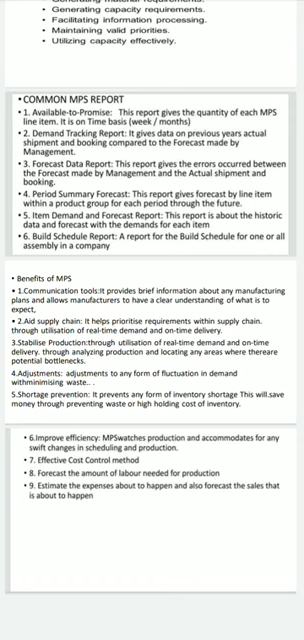 • Generating material requirements.
• Generating capacity requirements.
• Facilitating information processing.
• Maintaining valid priorities.
• Utilizing capacity effectively.
• COMMON MPS REPORT
• 1. Available-to-Promise: This report gives the quantity of each MPS
line item. It is on Time basis (week / months)
• 2. Demand Tracking Report: It gives data on previous years actual
shipment and booking compared to the Forecast made by
Management.
• 3. Forecast Data Report: This report gives the errors occurred between
the Forecast made by Management and the Actual shipment and
booking.
• 4. Period Summary Forecast: This report gives forecast by line item
within a product group for each period through the future.
• 5. Item Demand and Forecast Report: This report is about the historic
data and forecast with the demands for each item
• 6. Build Schedule Report: A report for the Build Schedule for one or all
assembly in a company
• Benefits of MPS
• 1.Communication tools:It provides brief information about any manufacturing
plans and allows manufacturers to have a clear understanding of what is to
expect,
• 2.Aid supply chain: It helps prioritise requirements within supply chain.
through utilisation of real-time demand and on-time delivery.
3.Stabilise Production:through utilisation of real-time demand and on-time
delivery. through analyzing production and locating any areas where thereare
potential bottlenecks.
4.Adjustments: adjustments to any form of fluctuation in demand
withminimising waste.. .
5.Shortage prevention: It prevents any form of inventory shortage This will.save
money through preventing waste or high holding cost of inventory.
• 6.Improve efficiency: MPSwatches production and accommodates for any
swift changes in scheduling and production.
• 7. Effective Cost Control method
• 8. Forecast the amount of labour needed for production
• 9. Estimate the expenses about to happen and also forecast the sales that
is about to happen